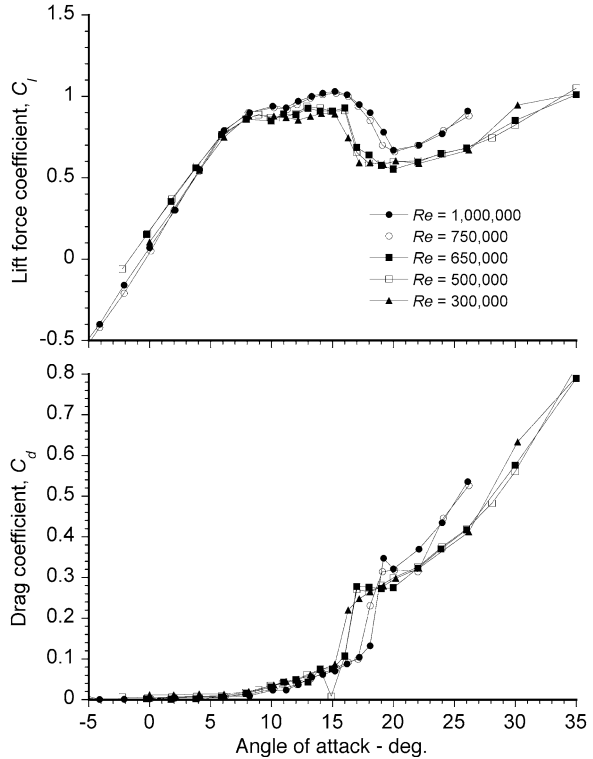 1.5
1
0.5
0
-0.5
Lift force coefficient, C_l
Re = 1,000,000
Re = 750,000
Re = 650,000
Re = 500,000
Re = 300,000
0.8
0.7
0.6
0.5
0.4
0.3
0.2
0.1
0
Drag coefficient, C_d
-5 0 5 10 15 20 25 30 35
Angle of attack - deg.